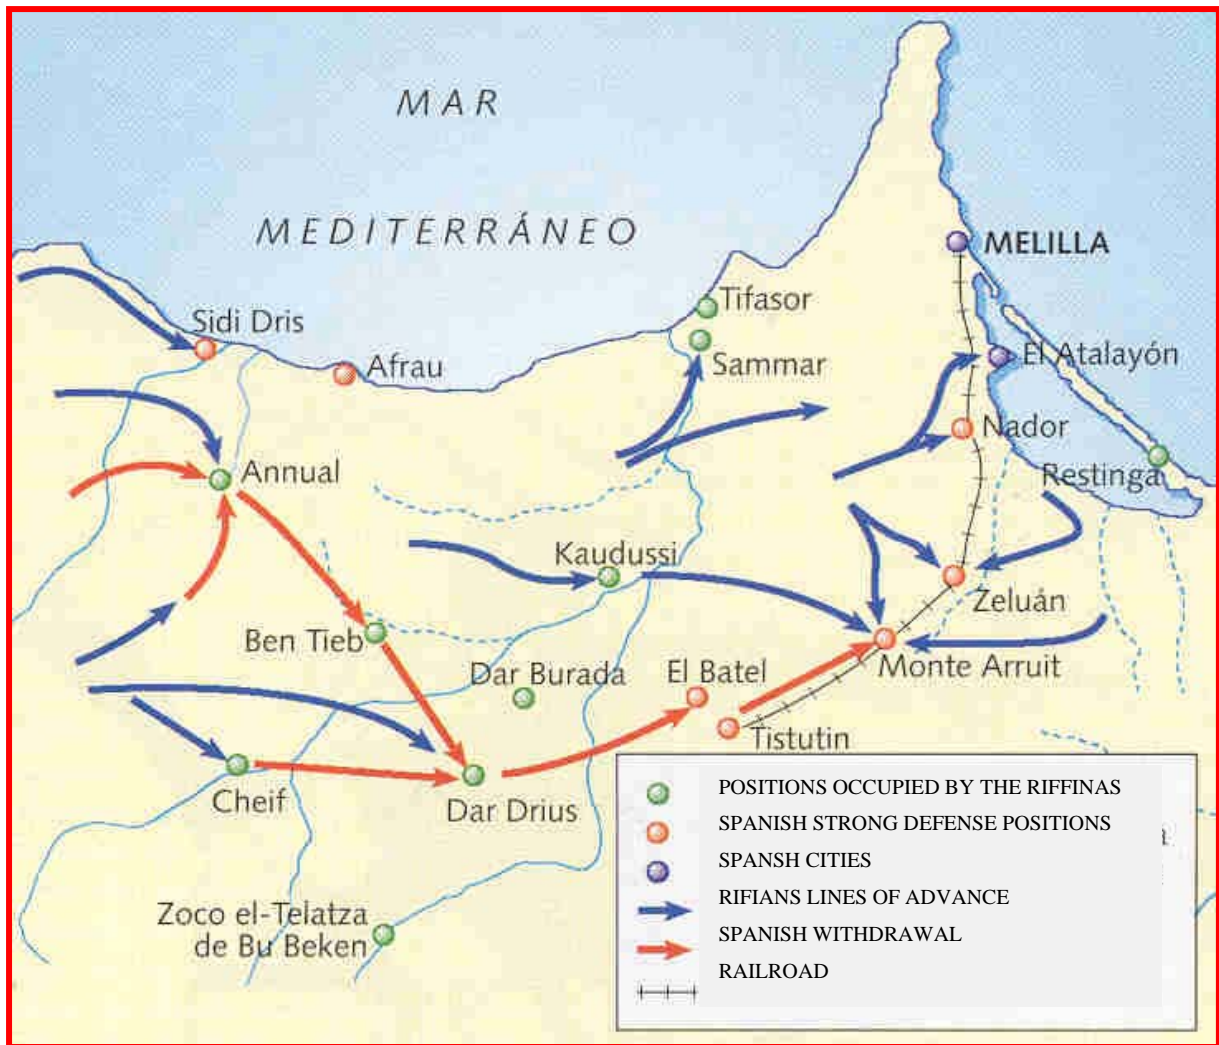 MAR
MEDITERRÁNEO
MELILLA
Tifasor
Sidi Dris
El Atalayón
Afrau
Sammar
Nador
Annual
Restinga
Kaudussi
Zeluán
Ben Tieb
Monte Arruit
Dar Burada
El Batel
Tistutin
Cheif
Dar Drius
Zoco el-Telatza
de Bu Beken
POSITIONS OCCUPIED BY THE RIFFINAS
SPANISH STRONG DEFENSE POSITIONS
SPANSH CITIES
RIFIANS LINES OF ADVANCE
SPANISH WITHDRAWAL
RAILROAD